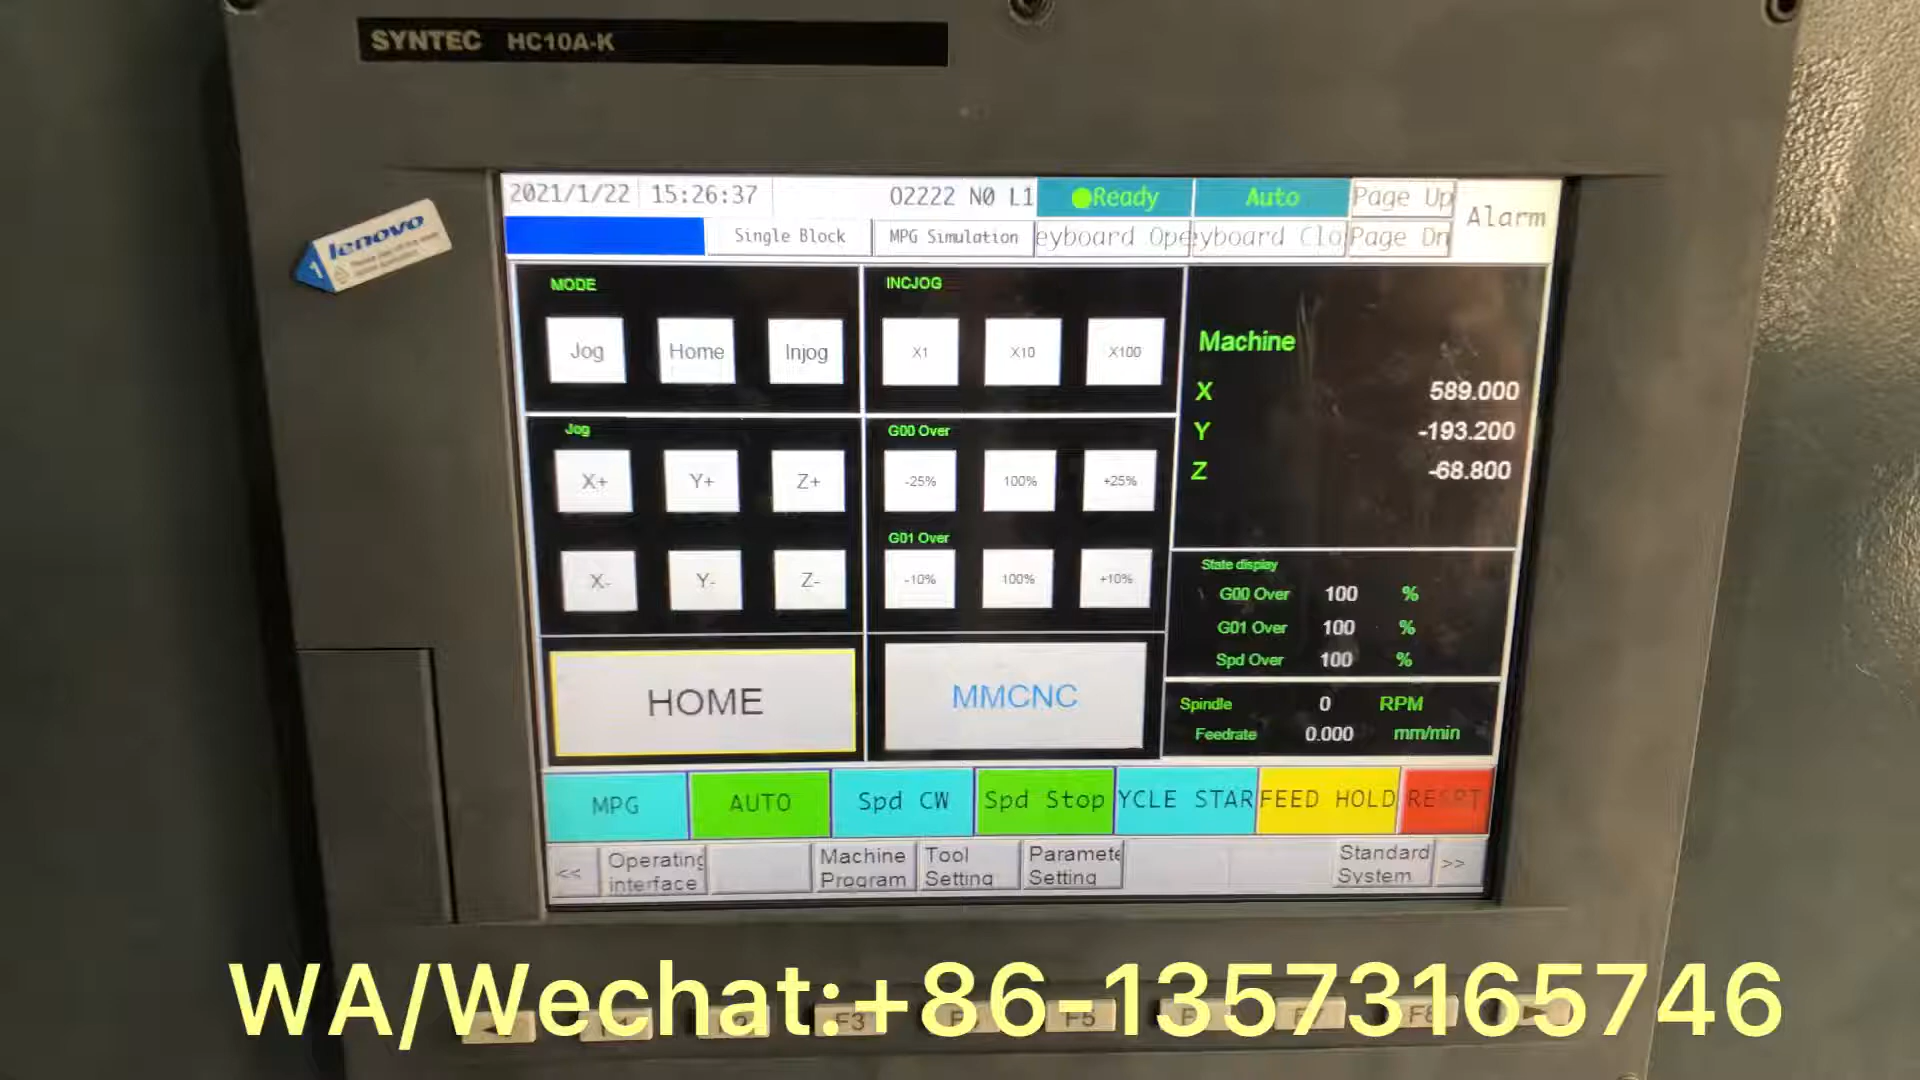 SYNTEC HC10A-K
lenovo
1
2021/1/22 15:26:37 O2222 N0 L1 Ready Auto Page Up Alarm
Single Block MPG Simulation eyboard Ope yboard Clo Page Dn
MODE INCJOG
Jog Home Injog X1 X10 X100
Machine
X 589.000
Y -193.200
Z -68.800
Jog G00 Over
X+ Y+ Z+ -25% 100% +25%
G01 Over
X- Y- Z- -10% 100% +10%
State display
G00 Over 100 %
G01 Over 100 %
Spd Over 100 %
HOME MMCNC
Spindle 0 RPM
Feedrate 0.000 mm/min
MPG AUTO Spd CW Spd Stop YCLE STAR FEED HOLD
<< Operating interface Machine Program Tool Setting Paramete Setting Standard System >>
WA/Wechat:+86-13573165746
F3 F5 F8